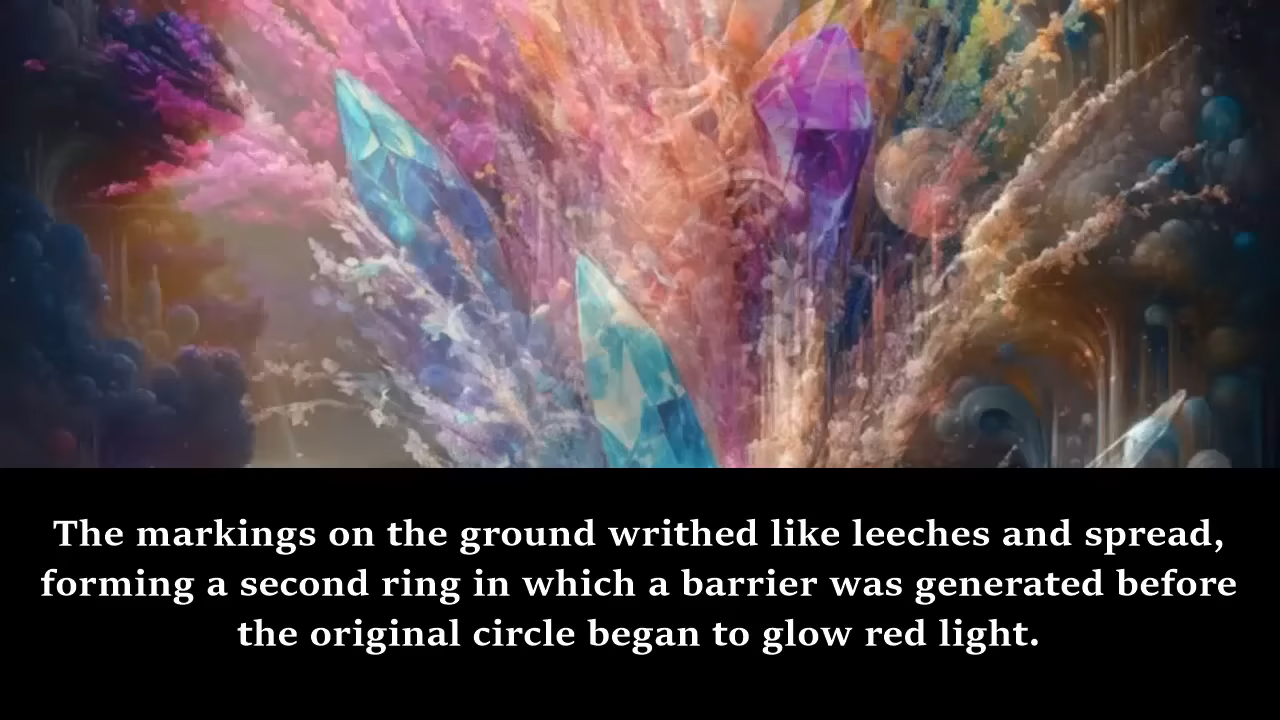 The markings on the ground writhed like leeches and spread,
forming a second ring in which a barrier was generated before
the original circle began to glow red light.